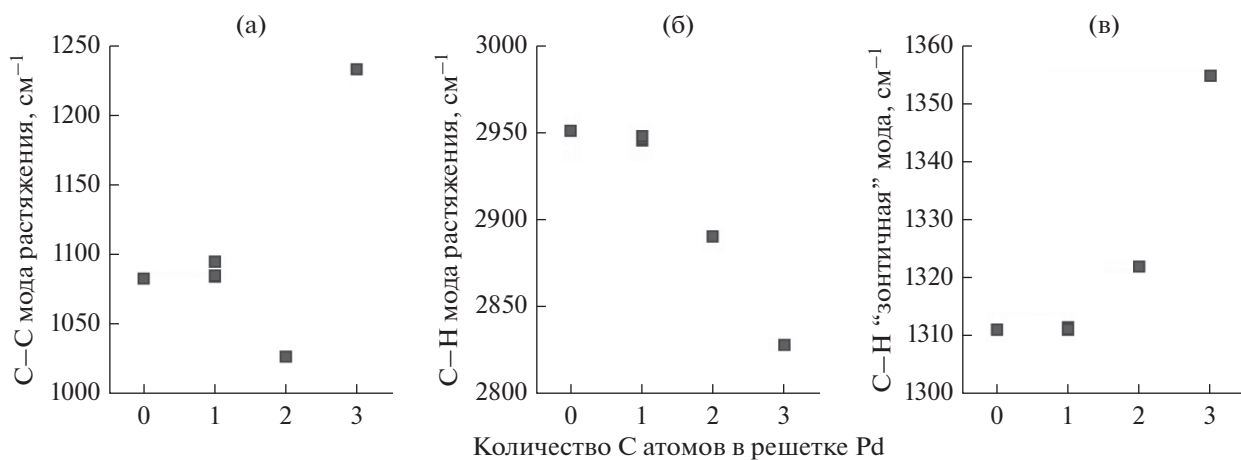 (а)
С−С мода растяжения, см−1
1250
1200
1150
1100
1050
1000
0 1 2 3
(б)
С−Н мода растяжения, см−1
3000
2950
2900
2850
2800
0 1 2 3
(в)
С−Н “зонтичная” мода, см−1
1360
1350
1340
1330
1320
1310
1300
0 1 2 3
Количество С атомов в решетке Pd